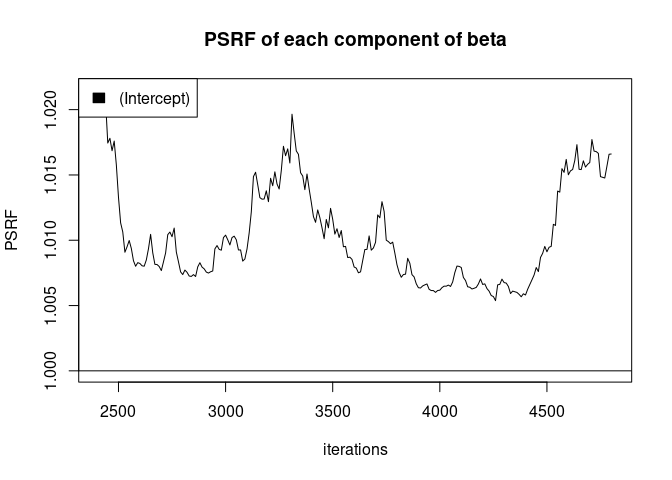 PSRF of each component of beta
(Intercept)
PSRF
1.020
1.015
1.010
1.005
1.000
2500 3000 3500 4000 4500
iterations